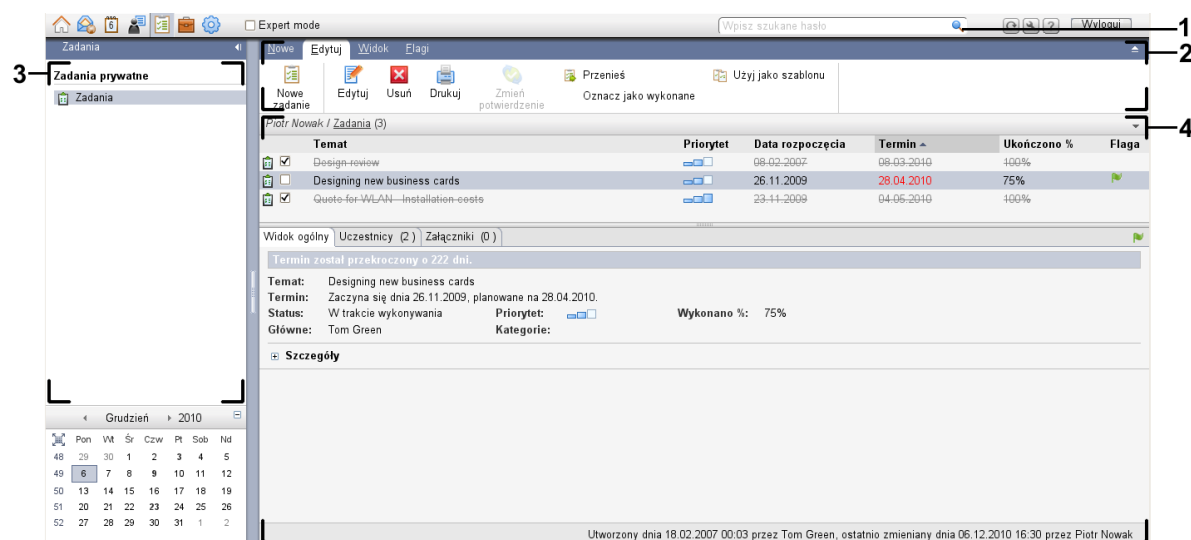 6
Expert mode
Wpisz szukane hasło
?
Wyloguj
1
Zadania
Nowe Edytuj Widok Flagi
2
3
Zadania prywatne
Zadania
Nowe zadanie
Edytuj
Usuń
Drukuj
Zmień potwierdzenie
Przenieś
Oznacz jako wykonane
Użyj jako szablonu
Piotr Nowak / Zadania (3)
4
Temat Priorytet Data rozpoczęcia Termin Ukończono % Flaga
Design review 08.02.2007 08.03.2010 100%
Designing new business cards 26.11.2009 28.04.2010 75%
Quote for WLAN - Installation costs 23.11.2009 04.05.2010 100%
Widok ogólny Uczestnicy (2 ) Załączniki (0 )
Termin został przekroczony o 222 dni.
Temat: Designing new business cards
Termin: Zaczyna się dnia 26.11.2009, planowane na 28.04.2010.
Status: W trakcie wykonywania Priorytet: Wykonano %: 75%
Główne: Tom Green Kategorie:
Szczegóły
Grudzień 2010
Pon Wt Śr Czw Pt Sob Nd
48 29 30 1 2 3 4 5
49 6 7 8 9 10 11 12
50 13 14 15 16 17 18 19
51 20 21 22 23 24 25 26
52 27 28 29 30 31 1 2
Utworzony dnia 18.02.2007 00:03 przez Tom Green, ostatnio zmieniany dnia 06.12.2010 16:30 przez Piotr Nowak